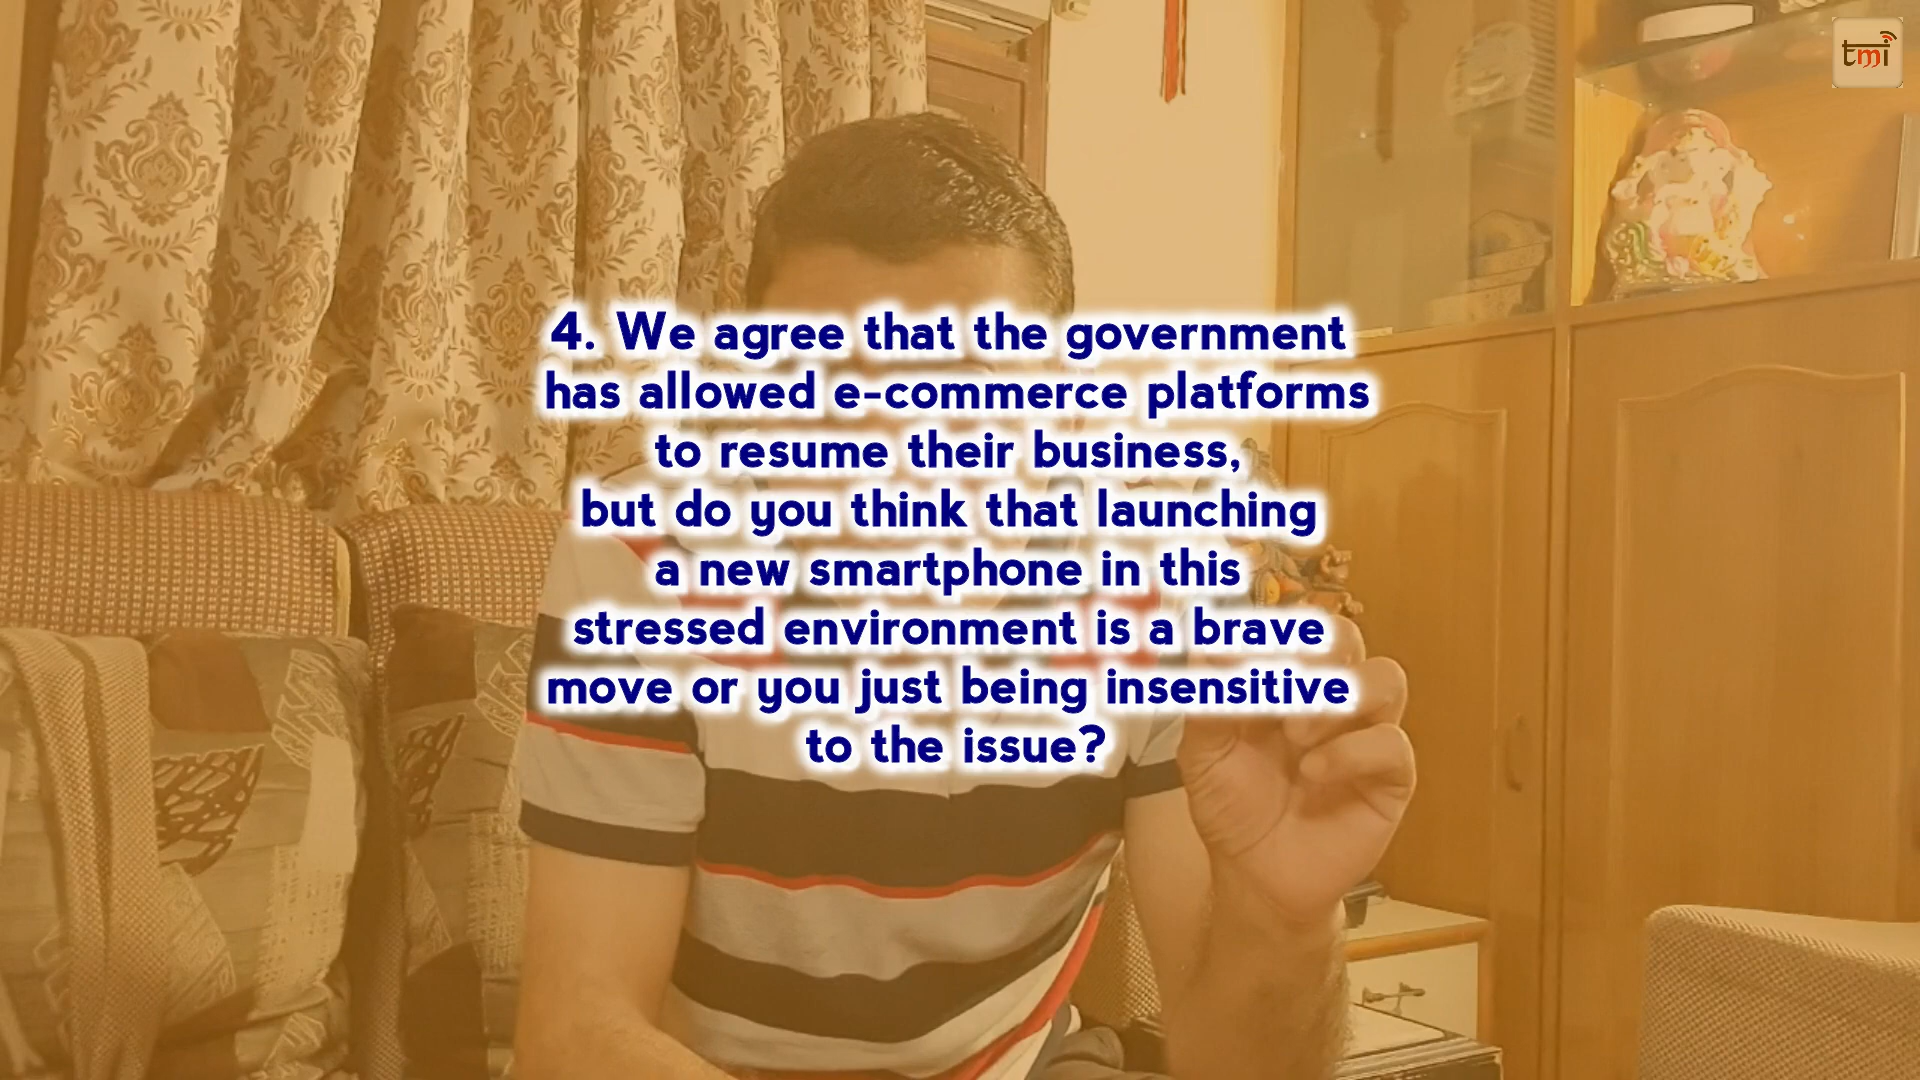 tmi
4. We agree that the government
has allowed e-commerce platforms
to resume their business,
but do you think that launching
a new smartphone in this
stressed environment is a brave
move or you just being insensitive
to the issue?